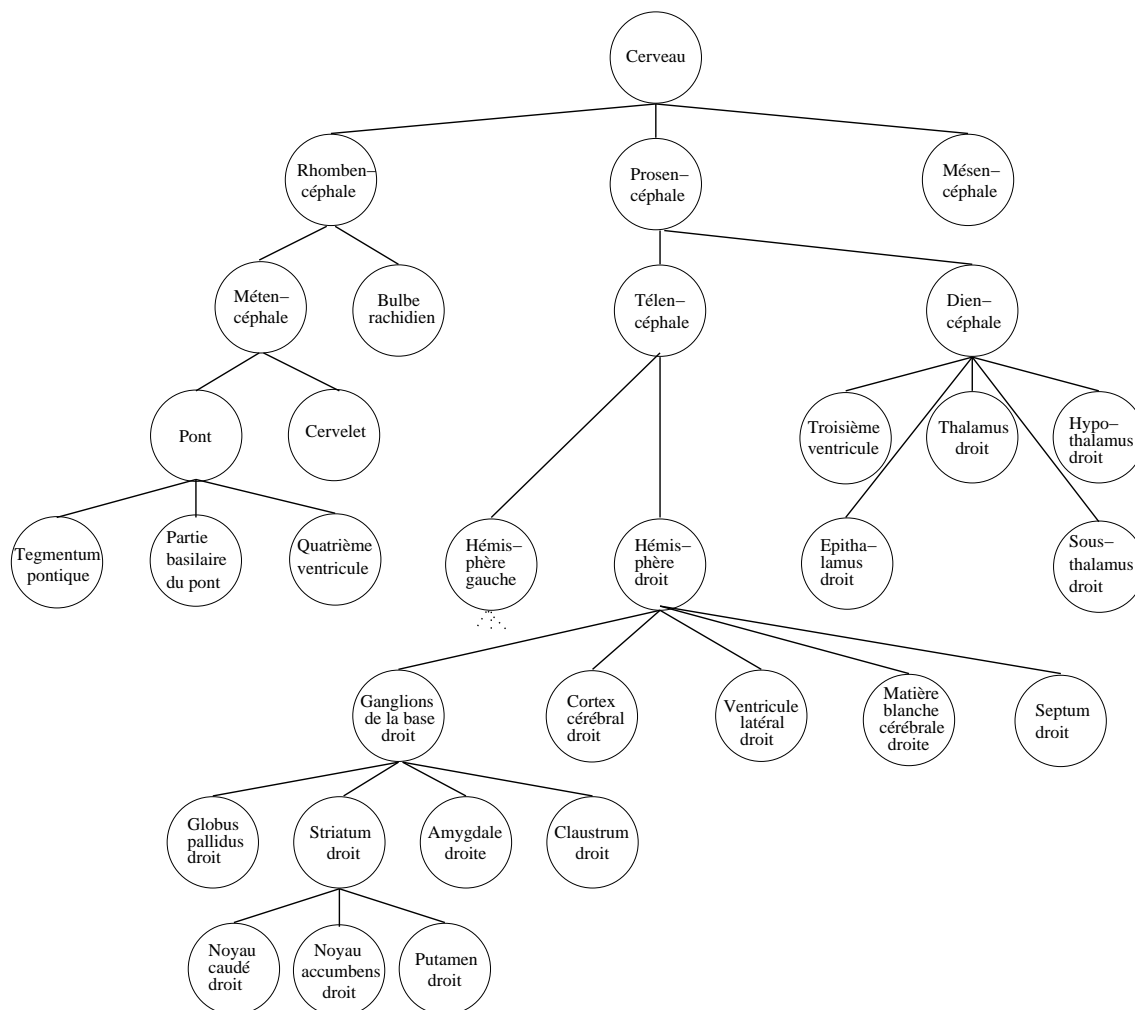 Cerveau
Rhomben–
céphale
Prosen–
céphale
Mésen–
céphale
Méten–
céphale
Bulbe
rachidien
Télen–
céphale
Dien–
céphale
Pont
Cervelet
Troisième
ventricule
Thalamus
droit
Hypo–
thalamus
droit
Tegmentum
pontique
Partie
basilaire
du pont
Quatrième
ventricule
Hémis–
phère
gauche
Hémis–
phère
droit
Epitha–
lamus
droit
Sous–
thalamus
droit
Ganglions
de la base
droit
Cortex
cérébral
droit
Ventricule
latéral
droit
Matière
blanche
cérébrale
droite
Septum
droit
Globus
pallidus
droit
Striatum
droit
Amygdale
droite
Claustrum
droit
Noyau
caudé
droit
Noyau
accumbens
droit
Putamen
droit